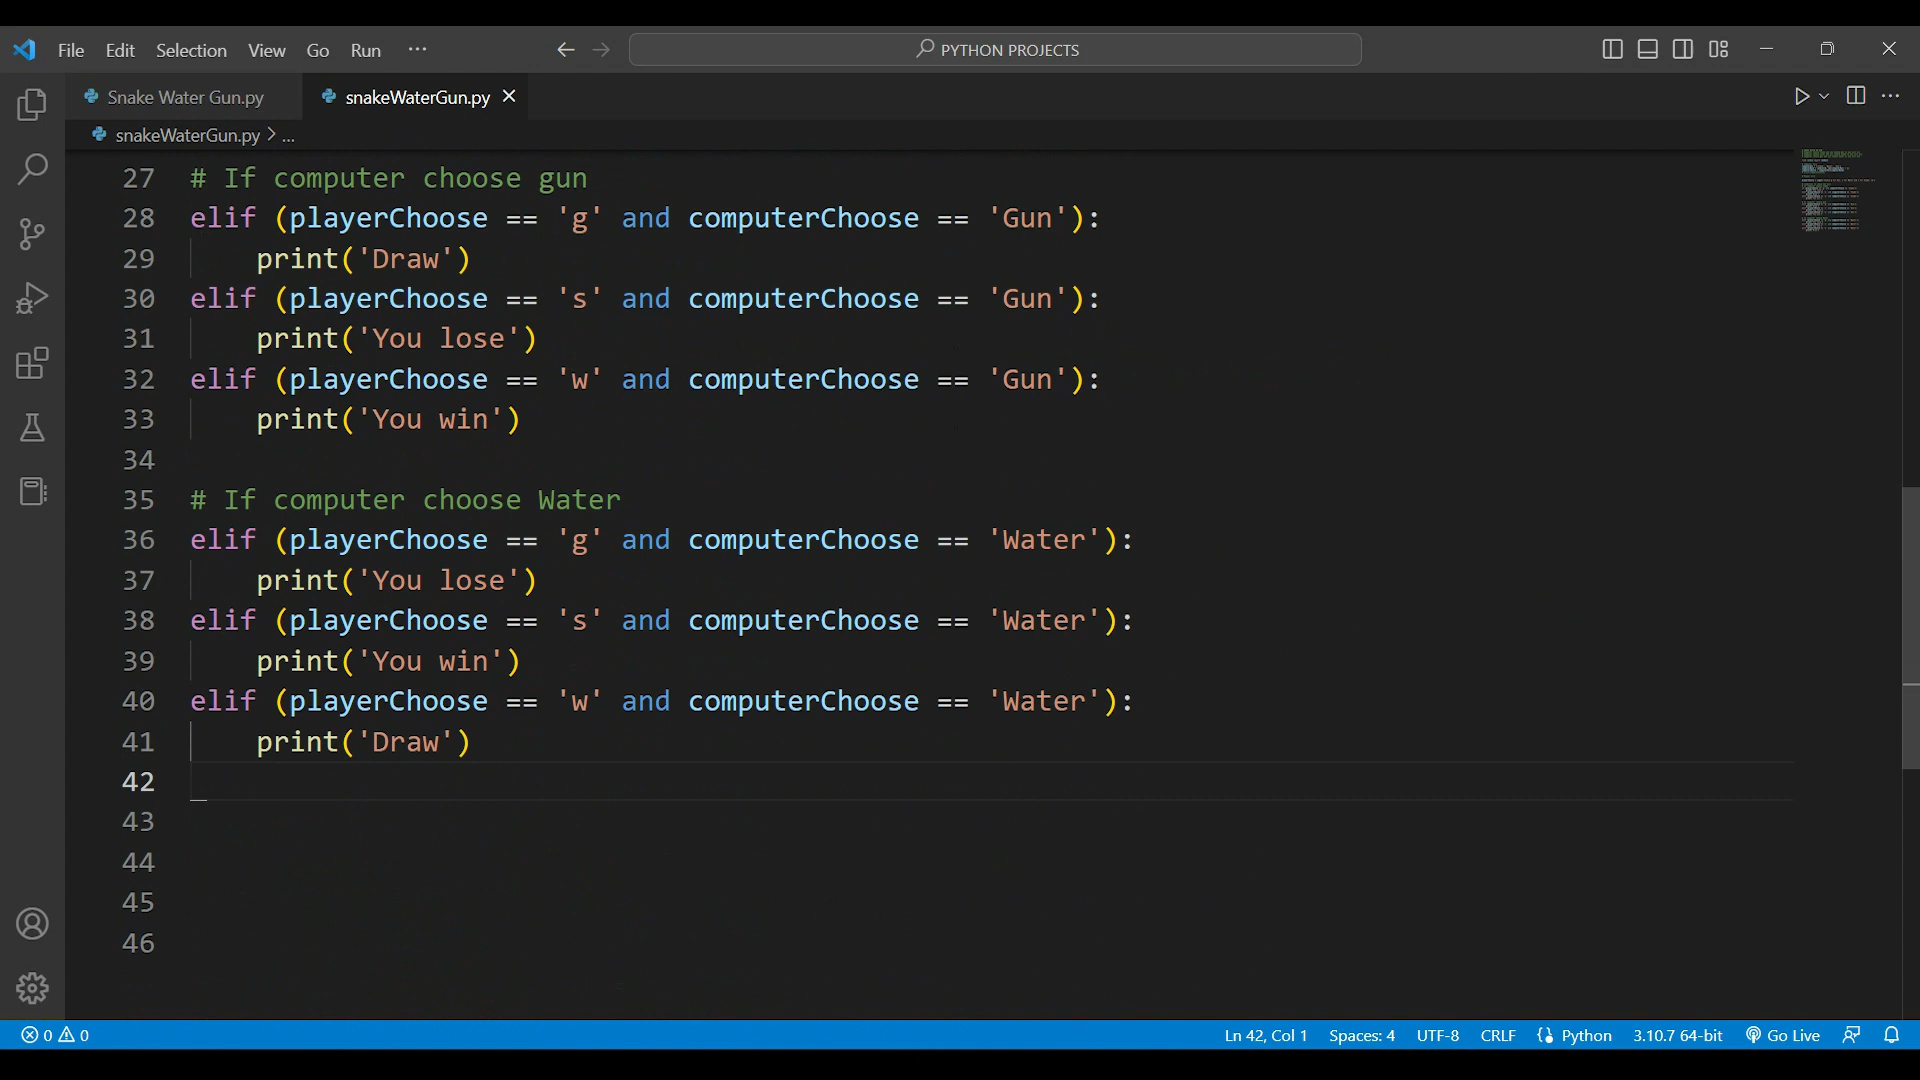 File Edit Selection View Go Run ··· PYTHON PROJECTS
Snake Water Gun.py snakeWaterGun.py
snakeWaterGun.py > ...
27 # If computer choose gun
28 elif (playerChoose == 'g' and computerChoose == 'Gun'):
29     print('Draw')
30 elif (playerChoose == 's' and computerChoose == 'Gun'):
31     print('You lose')
32 elif (playerChoose == 'w' and computerChoose == 'Gun'):
33     print('You win')
34
35 # If computer choose Water
36 elif (playerChoose == 'g' and computerChoose == 'Water'):
37     print('You lose')
38 elif (playerChoose == 's' and computerChoose == 'Water'):
39     print('You win')
40 elif (playerChoose == 'w' and computerChoose == 'Water'):
41     print('Draw')
42
43
44
45
46
0 0 Ln 42, Col 1 Spaces: 4 UTF-8 CRLF Python 3.10.7 64-bit Go Live